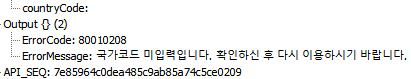 countryCode:
Output {} (2)
ErrorCode: 80010208
ErrorMessage: 국가코드 미입력입니다. 확인하신 후 다시 이용하시기 바랍니다.
API_SEQ: 7e85964c0dea485c9ab85a74c5ce0209